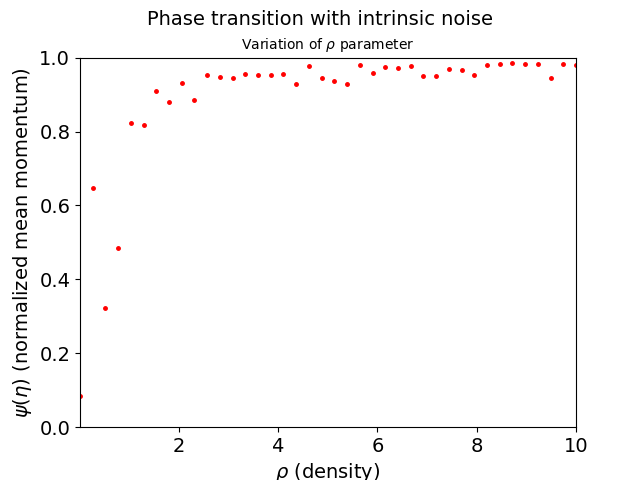 Phase transition with intrinsic noise
Variation of ρ parameter
1.0
0.8
0.6
0.4
0.2
0.0
ψ(η) (normalized mean momentum)
2 4 6 8 10
ρ (density)